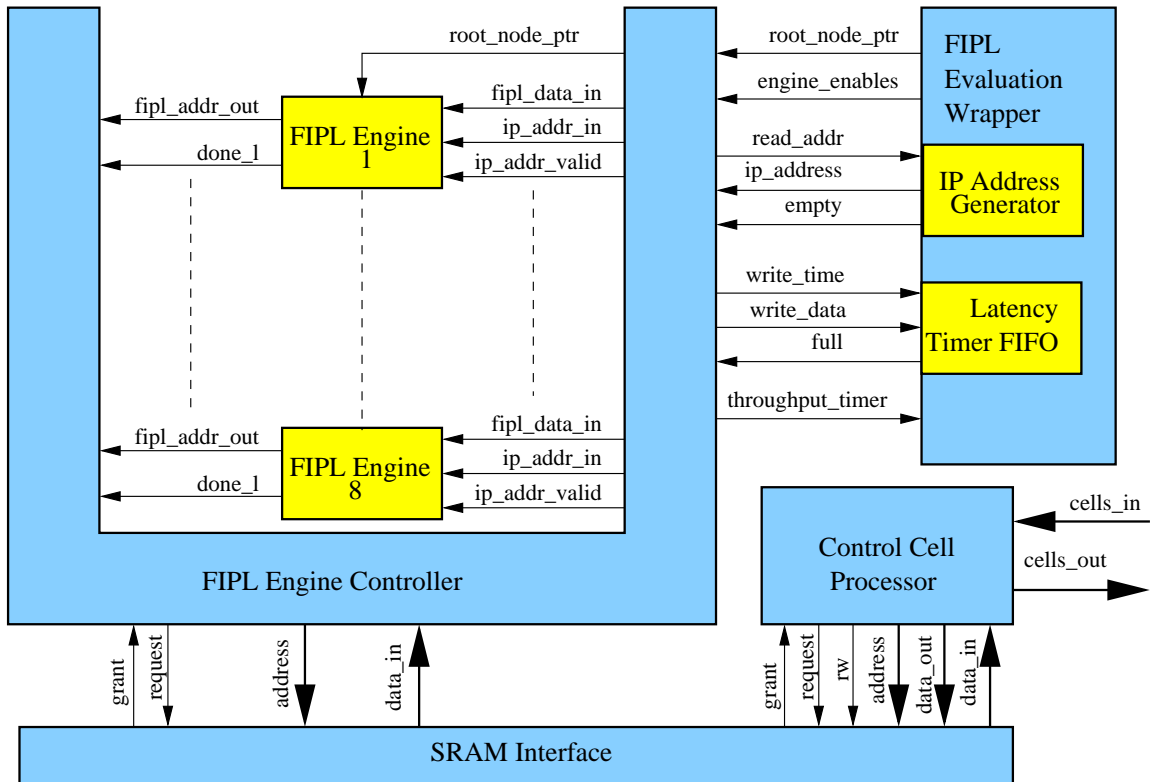 root_node_ptr
fipl_addr_out
done_l
FIPL Engine
1
fipl_data_in
ip_addr_in
ip_addr_valid
fipl_addr_out
done_l
FIPL Engine
8
fipl_data_in
ip_addr_in
ip_addr_valid
FIPL Engine Controller
root_node_ptr
engine_enables
read_addr
ip_address
empty
write_time
write_data
full
throughput_timer
FIPL
Evaluation
Wrapper
IP Address
Generator
Latency
Timer FIFO
Control Cell
Processor
cells_in
cells_out
grant
request
address
data_in
grant
request
rw
address
data_out
data_in
SRAM Interface